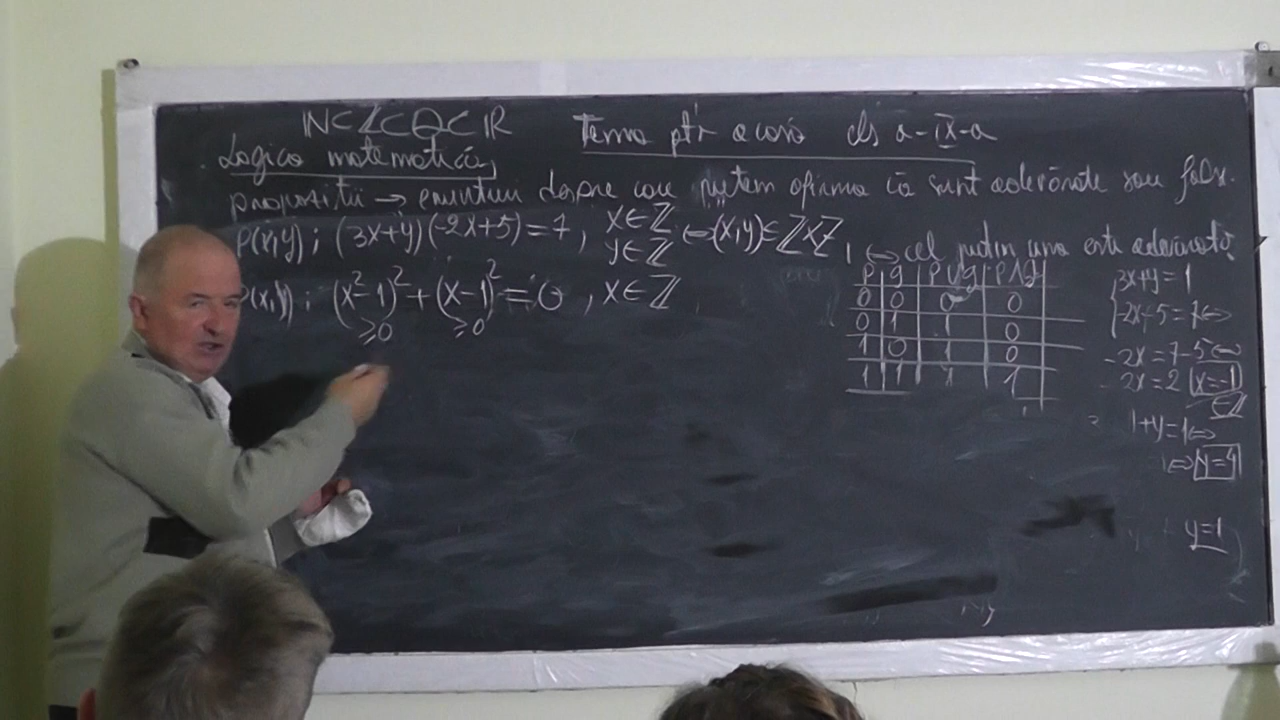 ℕ⊂ℤ⊂ℚ⊂ℝ
Tema ptr acasă cls a-IX-a
Logica matematică
propoziții → enunțuri despre care putem afirma că sunt adevărate sau false.
p(x,y): (3x+y)(-2x+5)=7, x∈ℤ y∈ℤ ⇔(x,y)∈ℤ×ℤ
⇔ cel puțin una este adevărată
(x,y): (x²-1)²+(x-1)²=0, x∈ℤ
≥0 ≥0
p q p∨q p∧q
0 0 0 0
0 1 1 0
1 0 1 0
1 1 1 1
3x+y=1
-2x+5=7⇔
-2x=7-5⇔
-2x=2 x=-1
∈ℤ
1+y=1⇔
⇔y=4
y=1